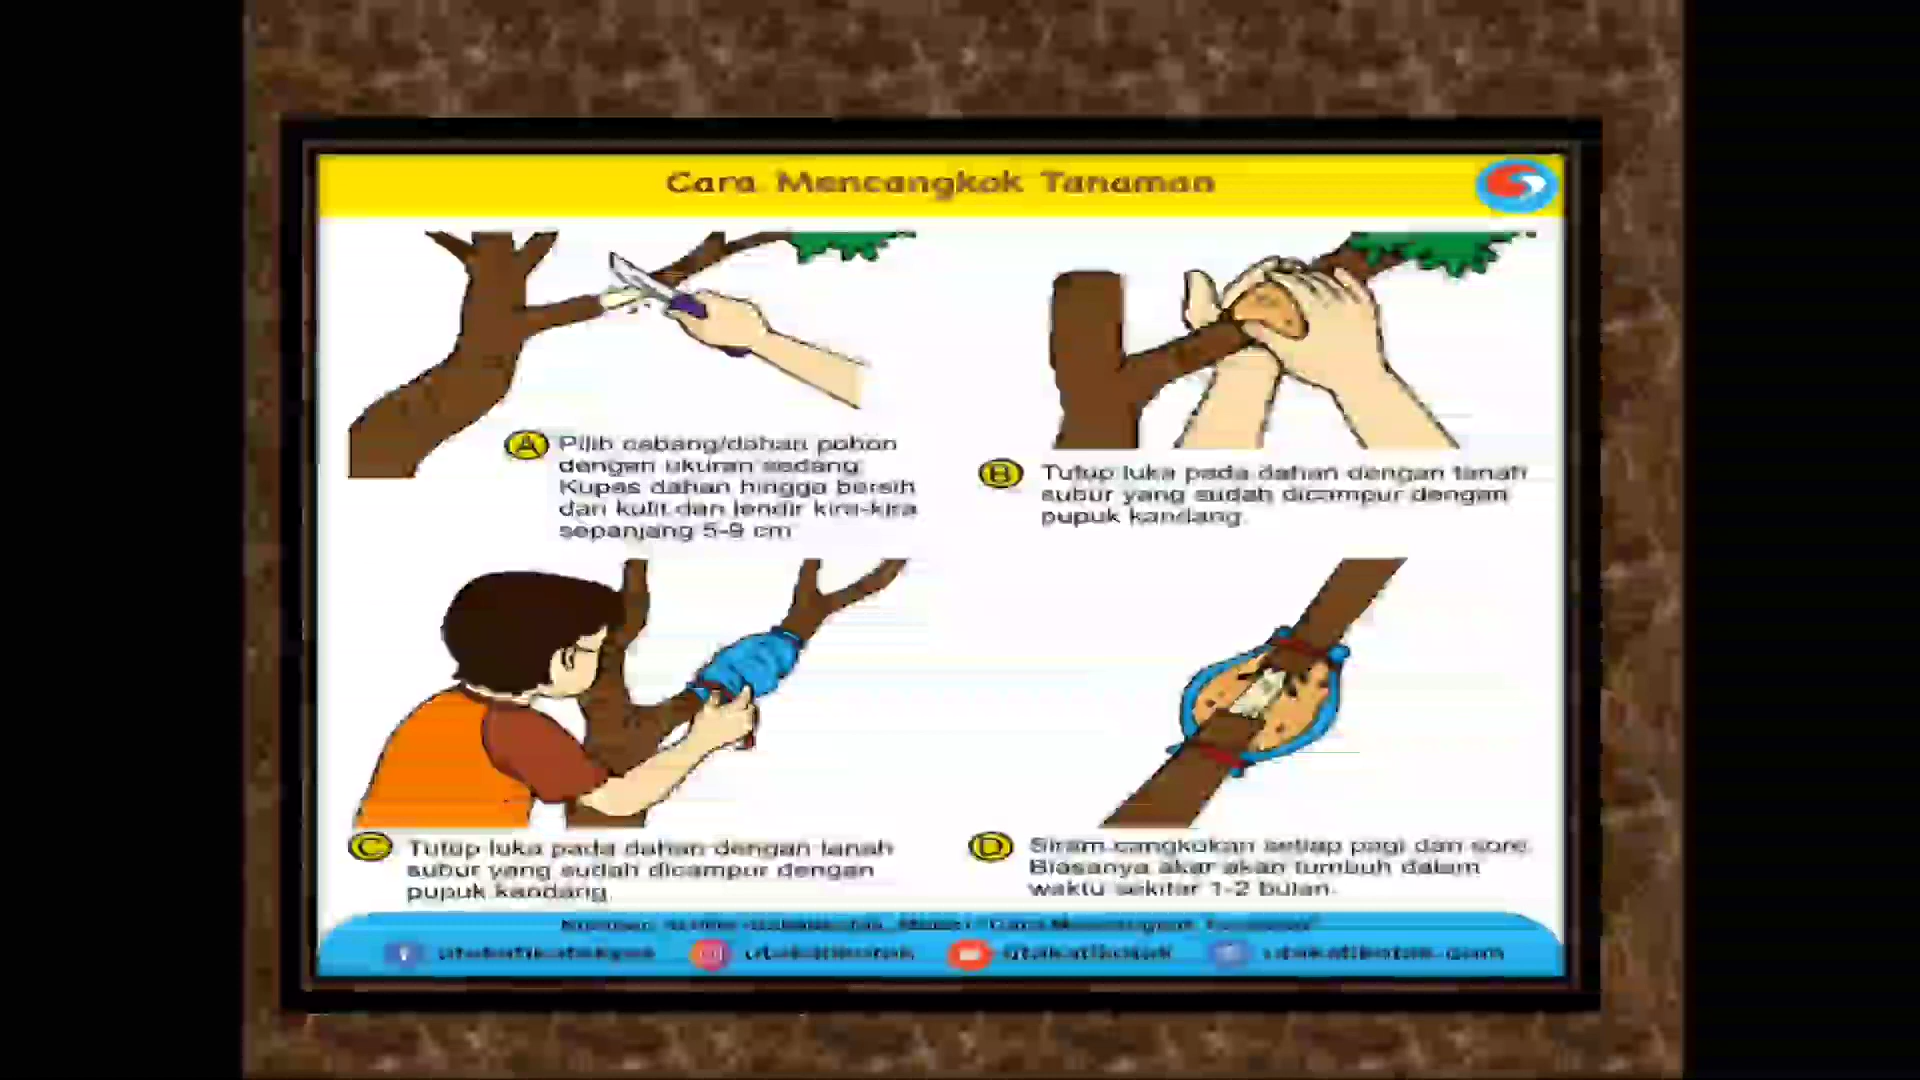 Cara Mencangkok Tanaman
A
Pilih cabang/dahan pohon
dengan ukuran sedang.
Kupas dahan hingga bersih
dari kulit dan lendir kira-kira
sepanjang 5-9 cm
B
Tutup luka pada dahan dengan tanah
subur yang sudah dicampur dengan
pupuk kandang.
C
Tutup luka pada dahan dengan tanah
subur yang sudah dicampur dengan
pupuk kandang.
D
Siram cangkokan setiap pagi dan sore.
Biasanya akar akan tumbuh dalam
waktu sekitar 1-2 bulan.